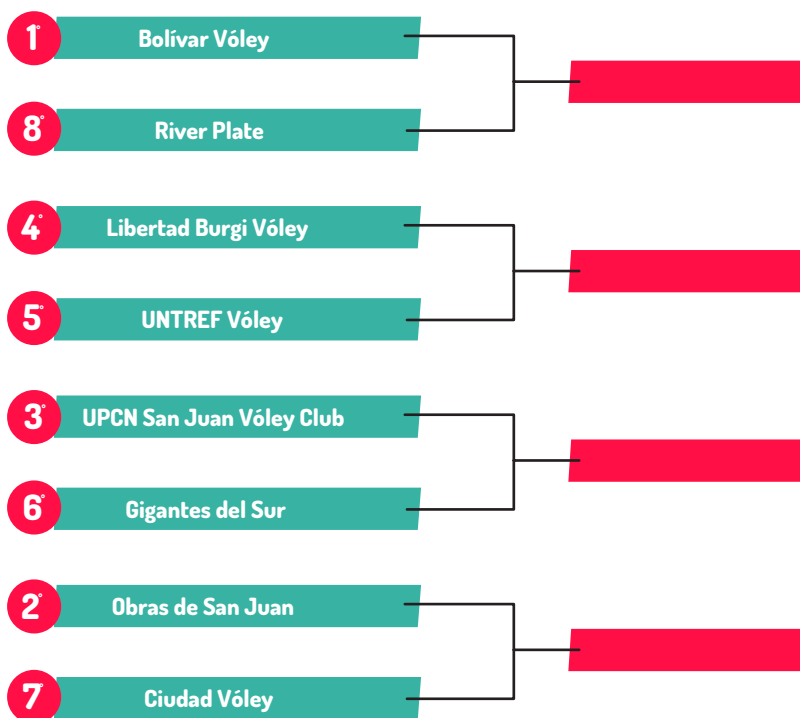 1° Bolívar Vóley
8° River Plate
4° Libertad Burgi Vóley
5° UNTREF Vóley
3° UPCN San Juan Vóley Club
6° Gigantes del Sur
2° Obras de San Juan
7° Ciudad Vóley